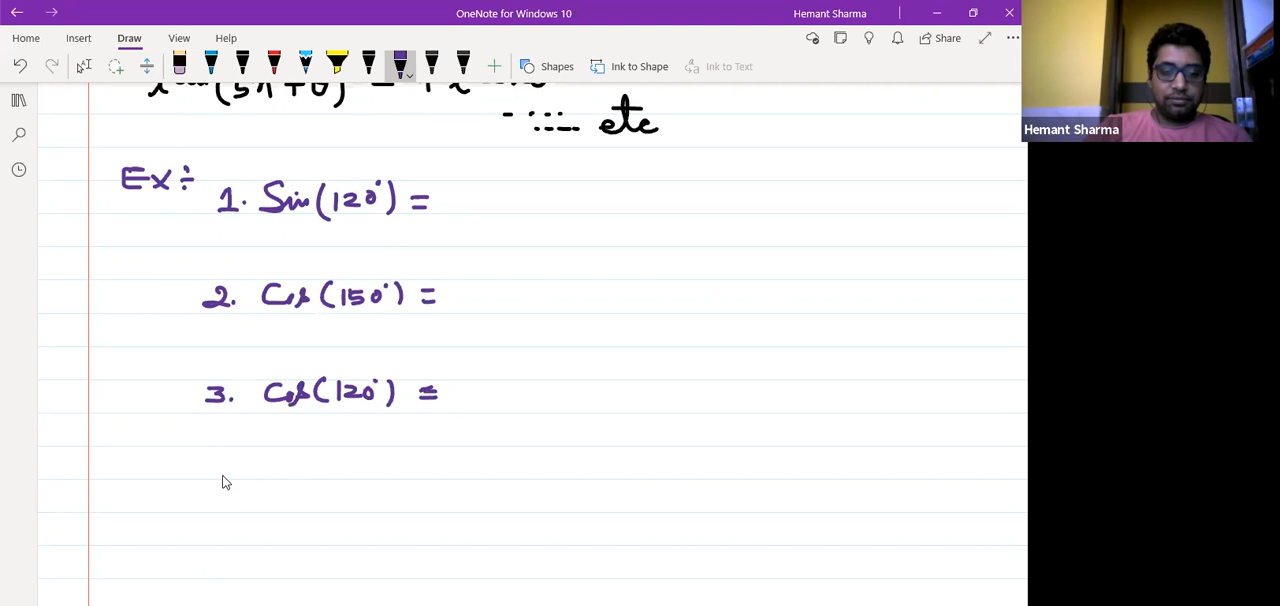 OneNote for Windows 10
Hemant Sharma
Home Insert Draw View Help
Share
Shapes Ink to Shape Ink to Text
Hemant Sharma
- ..... etc
Ex÷
1. Sin(120°) =
2. Cos(150°) =
3. Cos(120°) =